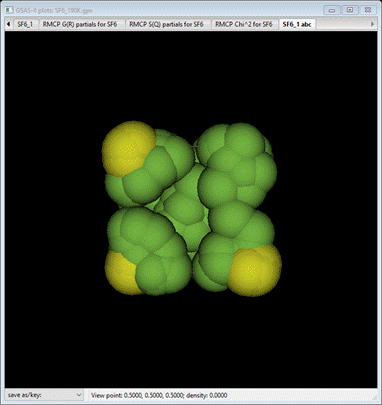 GSAS-II plots: SF6_190K.gpx
SF6_1 RMCP G(R) partials for SF6 RMCP S(Q) partials for SF6 RMCP Chi^2 for SF6 SF6_1 abc
save as/key: View point: 0.5000, 0.5000, 0.5000; density: 0.0000